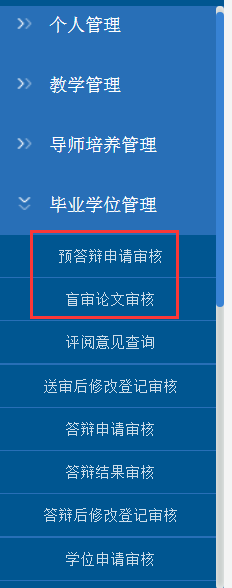 个人管理
教学管理
导师培养管理
毕业学位管理
预答辩申请审核
盲审论文审核
评阅意见查询
送审后修改登记审核
答辩申请审核
答辩结果审核
答辩后修改登记审核
学位申请审核